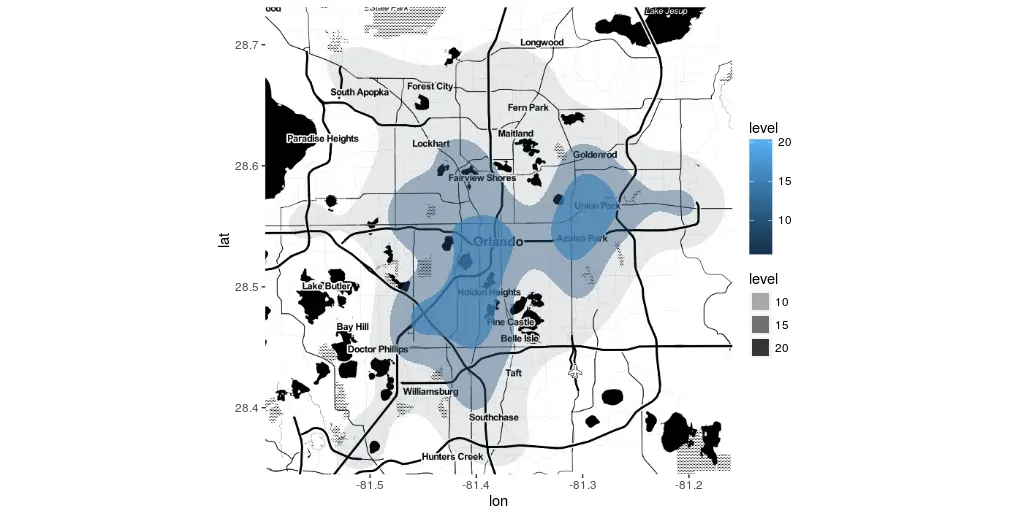 ood
State Park
Lake Jesup
28.7
Longwood
South Apopka
Forest City
Fern Park
Maitland
Paradise Heights
Lockhart
Goldenrod
28.6
Fairview Shores
Union Park
Orlando
Azalea Park
28.5
Lake Butler
Holden Heights
Pine Castle
Bay Hill
Belle Isle
Doctor Phillips
Taft
Williamsburg
28.4
Southchase
Hunters Creek
-81.5
-81.4
-81.3
-81.2
lon
lat
level
20
15
10
level
10
15
20